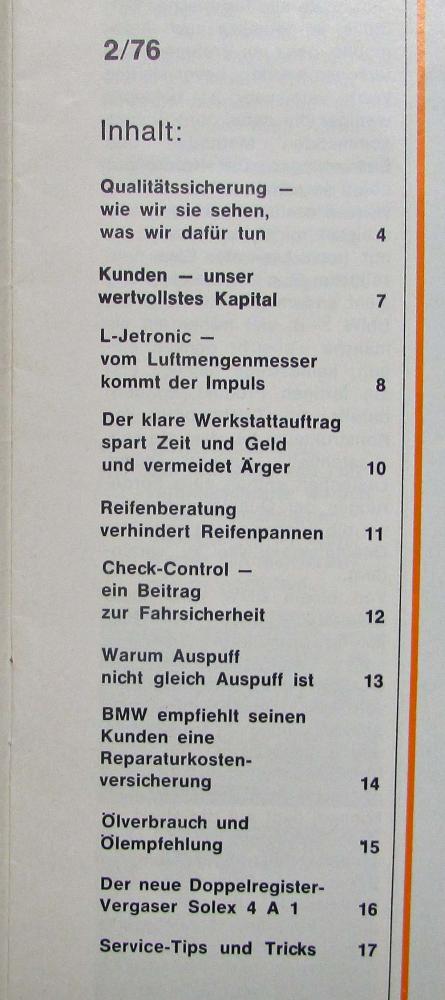 2/76
Inhalt:
Qualitätssicherung –
wie wir sie sehen,
was wir dafür tun 4
Kunden – unser
wertvollstes Kapital 7
L-Jetronic –
vom Luftmengenmesser
kommt der Impuls 8
Der klare Werkstattauftrag
spart Zeit und Geld
und vermeidet Ärger 10
Reifenberatung
verhindert Reifenpannen 11
Check-Control –
ein Beitrag
zur Fahrsicherheit 12
Warum Auspuff
nicht gleich Auspuff ist 13
BMW empfiehlt seinen
Kunden eine
Reparaturkosten-
versicherung 14
Ölverbrauch und
Ölempfehlung 15
Der neue Doppelregister-
Vergaser Solex 4 A 1 16
Service-Tips und Tricks 17